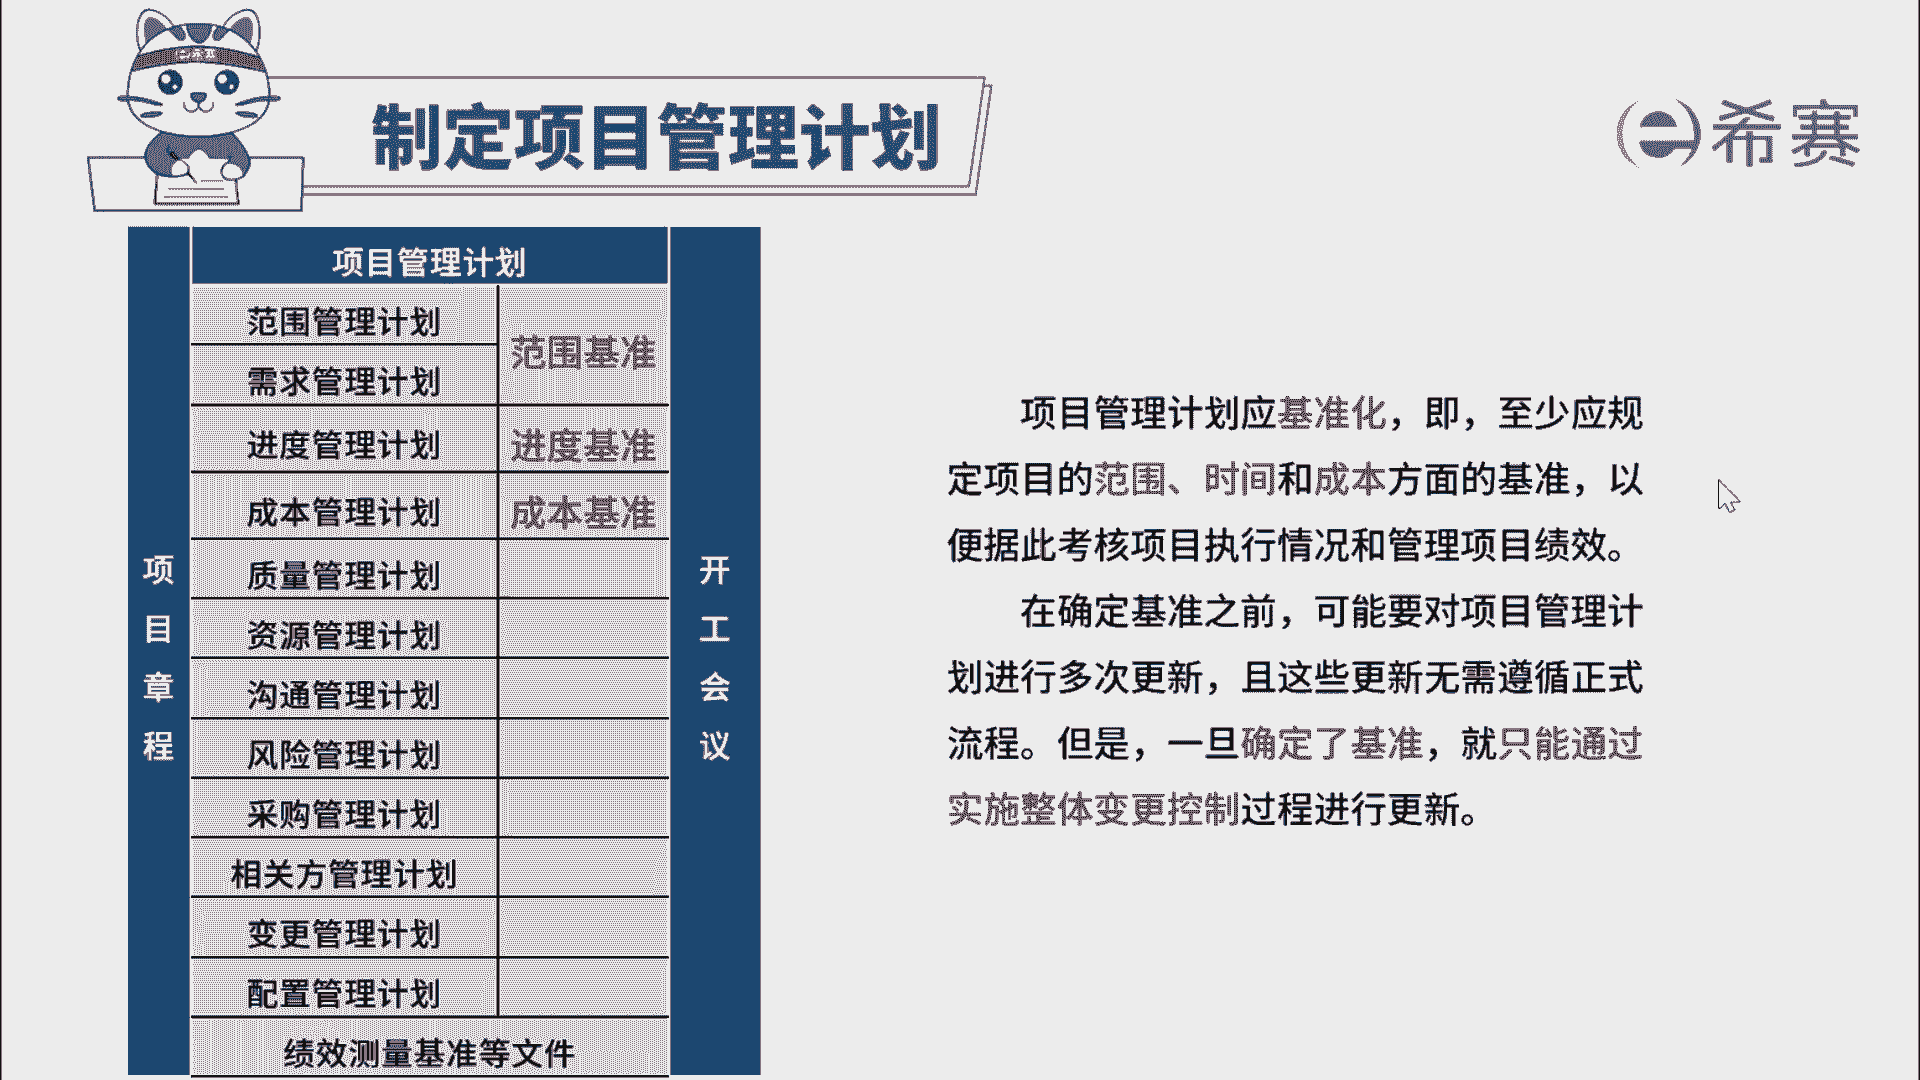 制定项目管理计划
希赛
项目管理计划
范围管理计划
范围基准
需求管理计划
进度管理计划
进度基准
成本管理计划
成本基准
质量管理计划
资源管理计划
沟通管理计划
风险管理计划
采购管理计划
相关方管理计划
变更管理计划
配置管理计划
绩效测量基准等文件
项
目
章
程
开
工
会
议
项目管理计划应基准化，即，至少应规
定项目的范围、时间和成本方面的基准，以
便据此考核项目执行情况和管理项目绩效。
在确定基准之前，可能要对项目管理计
划进行多次更新，且这些更新无需遵循正式
流程。但是，一旦确定了基准，就只能通过
实施整体变更控制过程进行更新。